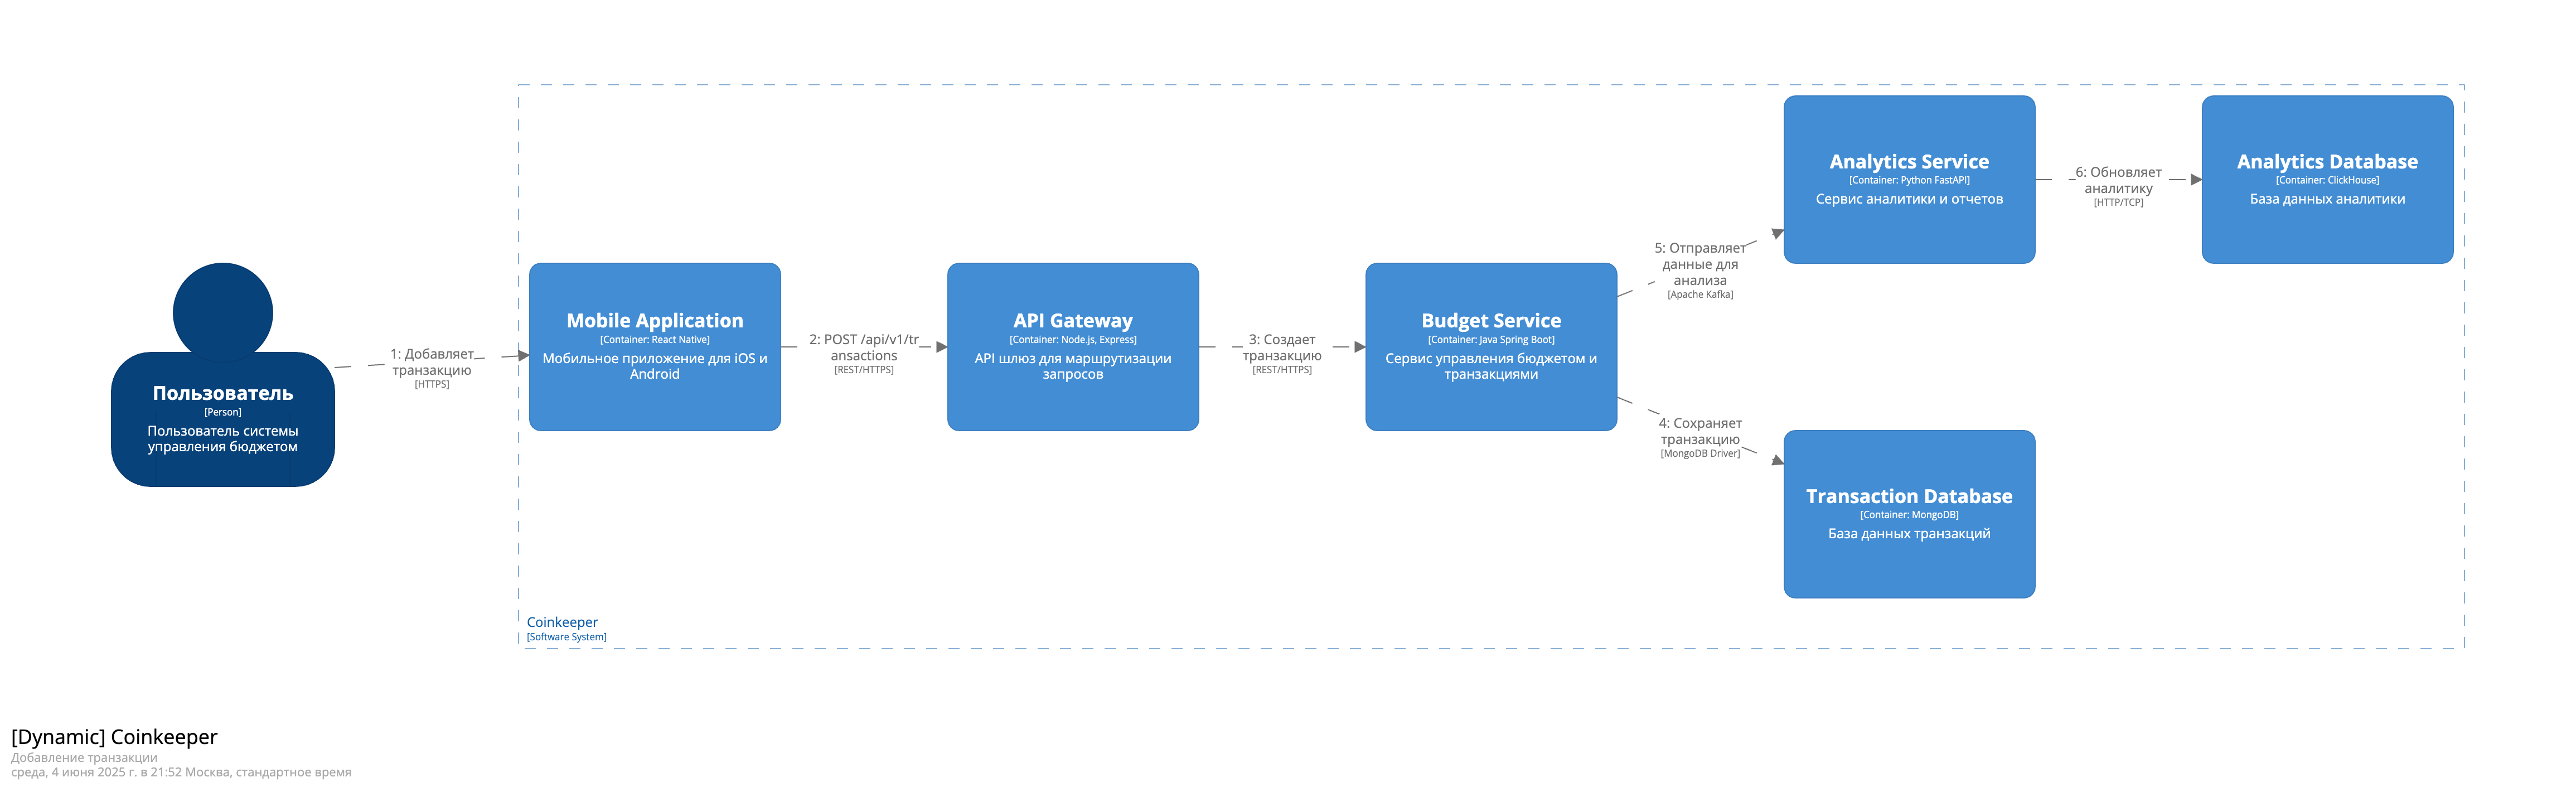 Пользователь
[Person]
Пользователь системы
управления бюджетом
1: Добавляет
транзакцию
[HTTPS]
Mobile Application
[Container: React Native]
Мобильное приложение для iOS и
Android
2: POST /api/v1/tr
ansactions
[REST/HTTPS]
API Gateway
[Container: Node.js, Express]
API шлюз для маршрутизации
запросов
3: Создает
транзакцию
[REST/HTTPS]
Budget Service
[Container: Java Spring Boot]
Сервис управления бюджетом и
транзакциями
5: Отправляет
данные для
анализа
[Apache Kafka]
4: Сохраняет
транзакцию
[MongoDB Driver]
Analytics Service
[Container: Python FastAPI]
Сервис аналитики и отчетов
6: Обновляет
аналитику
[HTTP/TCP]
Analytics Database
[Container: ClickHouse]
База данных аналитики
Transaction Database
[Container: MongoDB]
База данных транзакций
Coinkeeper
[Software System]
[Dynamic] Coinkeeper
Добавление транзакции
среда, 4 июня 2025 г. в 21:52 Москва, стандартное время